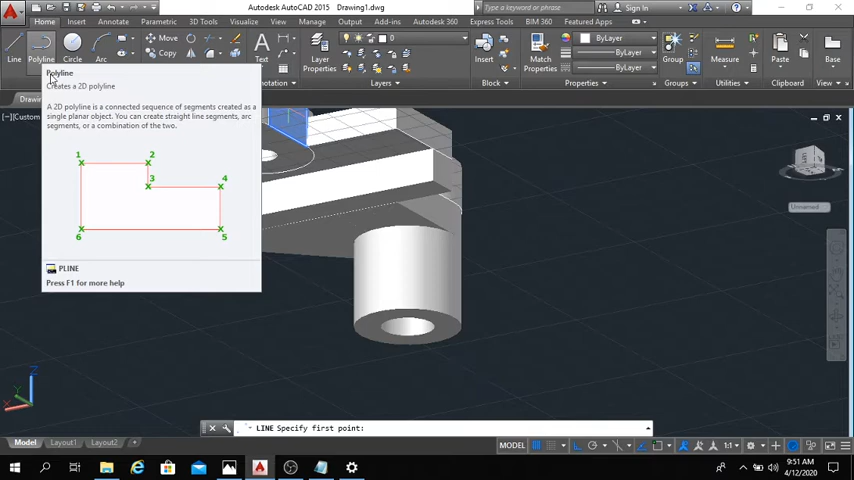 Autodesk AutoCAD 2015 Drawing1.dwg
Type a keyword or phrase
Sign In
Home Insert Annotate Parametric 3D Tools Visualize View Manage Output Add-ins Autodesk 360 Express Tools BIM 360 Featured Apps
Move
0
ByLayer
Copy
ByLayer
ByLayer
Line Polyline Circle Arc
Text
Layer Properties
Match Properties
Group
Measure
Paste
Base
Properties
Groups
Utilities
Clipboard
Polyline
Creates a 2D polyline
A 2D polyline is a connected sequence of segments created as
single planar object. You can create straight line segments, arc
segments, or a combination of the two.
1 2
3 4
6 5
PLINE
Press F1 for more help
[−] [Custom
LEFT
Unnamed
Z
X
LINE Specify first point:
Model Layout1 Layout2 +
MODEL
1:1
9:51 AM
4/12/2020